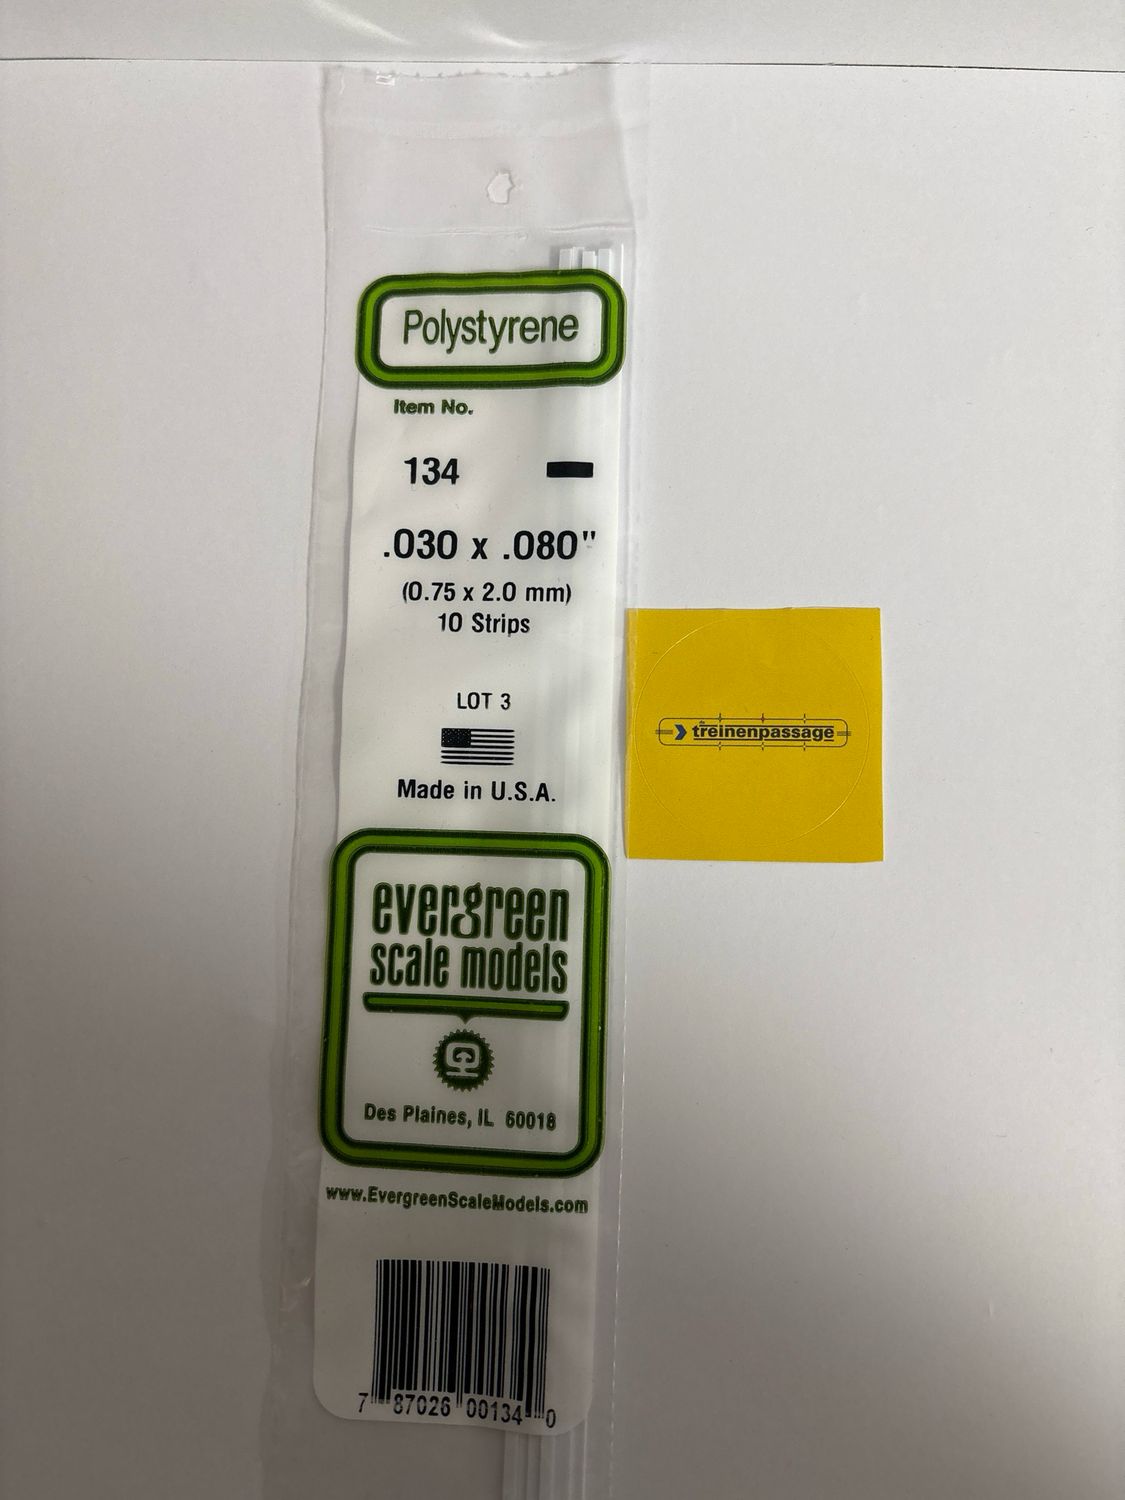 Polystyrene
Item No.
134
.030 x .080"
(0.75 x 2.0 mm)
10 Strips
LOT 3
Made in U.S.A.
de
treinenpassage
evergreen
scale models
Des Plaines, IL 60018
www.EvergreenScaleModels.com
7 87026 00134 0